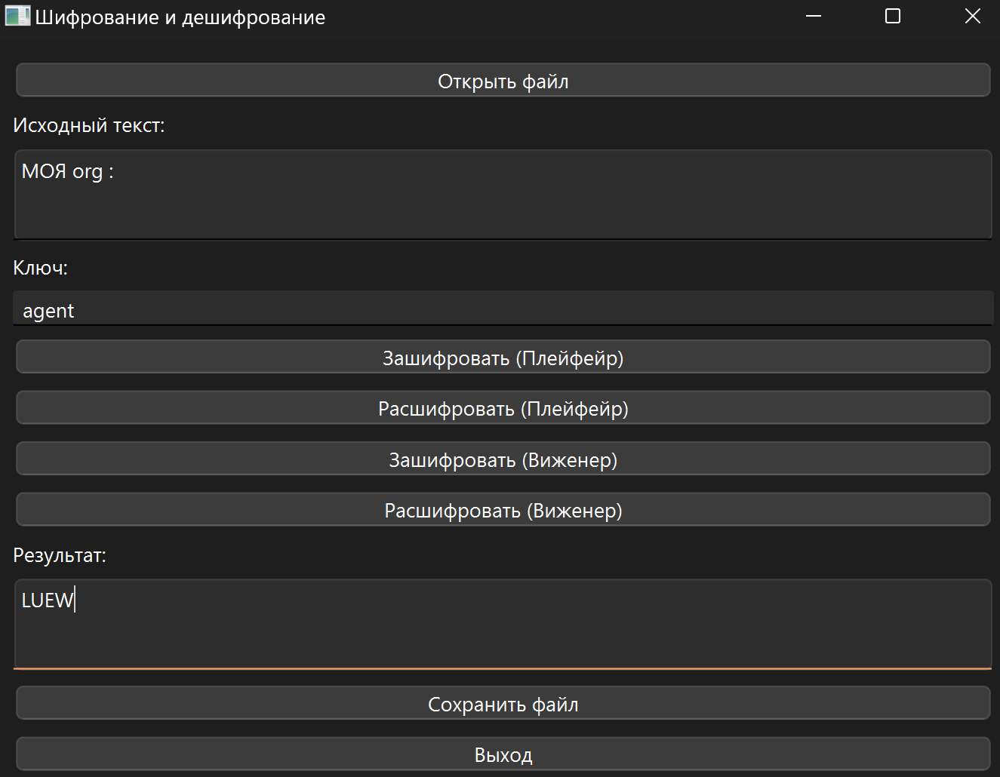 Шифрование и дешифрование
Открыть файл
Исходный текст:
МОЯ org :
Ключ:
agent
Зашифровать (Плейфейр)
Расшифровать (Плейфейр)
Зашифровать (Виженер)
Расшифровать (Виженер)
Результат:
LUEW
Сохранить файл
Выход